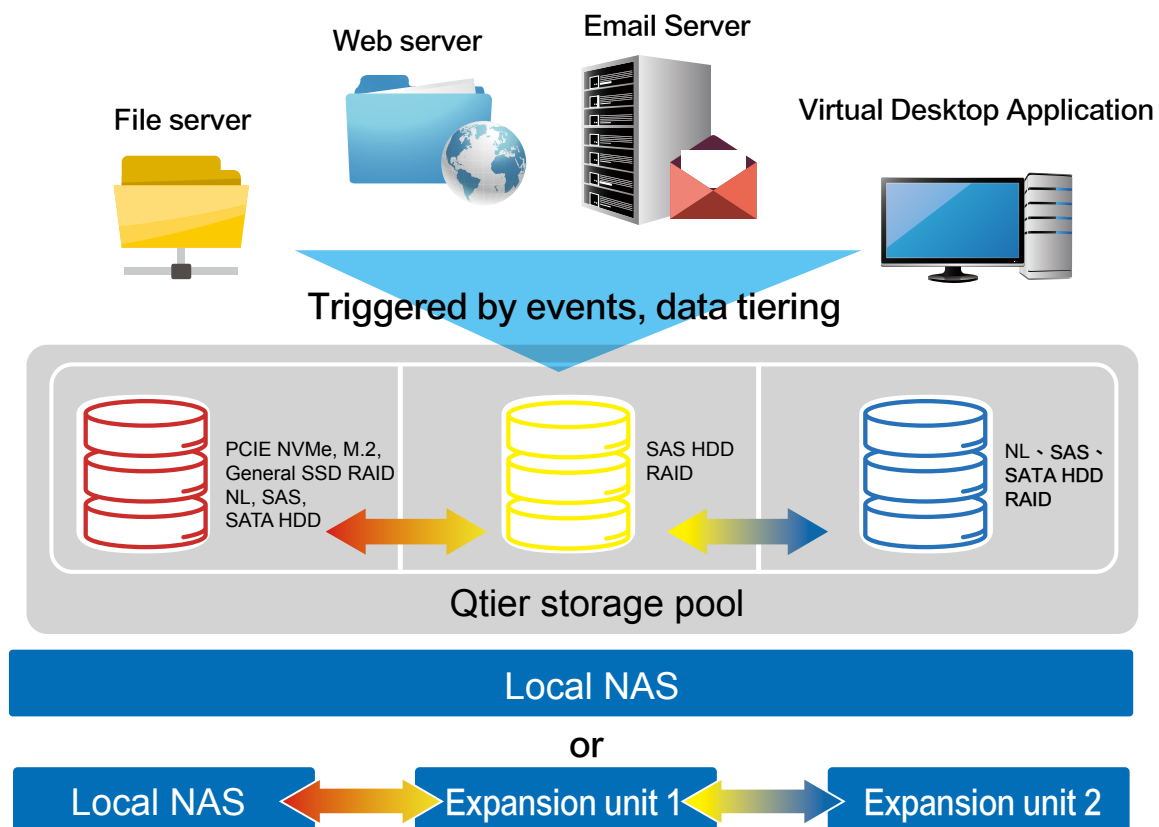 Email Server
Web server
Virtual Desktop Application
File server
Triggered by events, data tiering
PCIE NVMe, M.2,
General SSD RAID
NL, SAS,
SATA HDD
SAS HDD
RAID
NL、SAS、
SATA HDD
RAID
Qtier storage pool
Local NAS
or
Local NAS
Expansion unit 1
Expansion unit 2